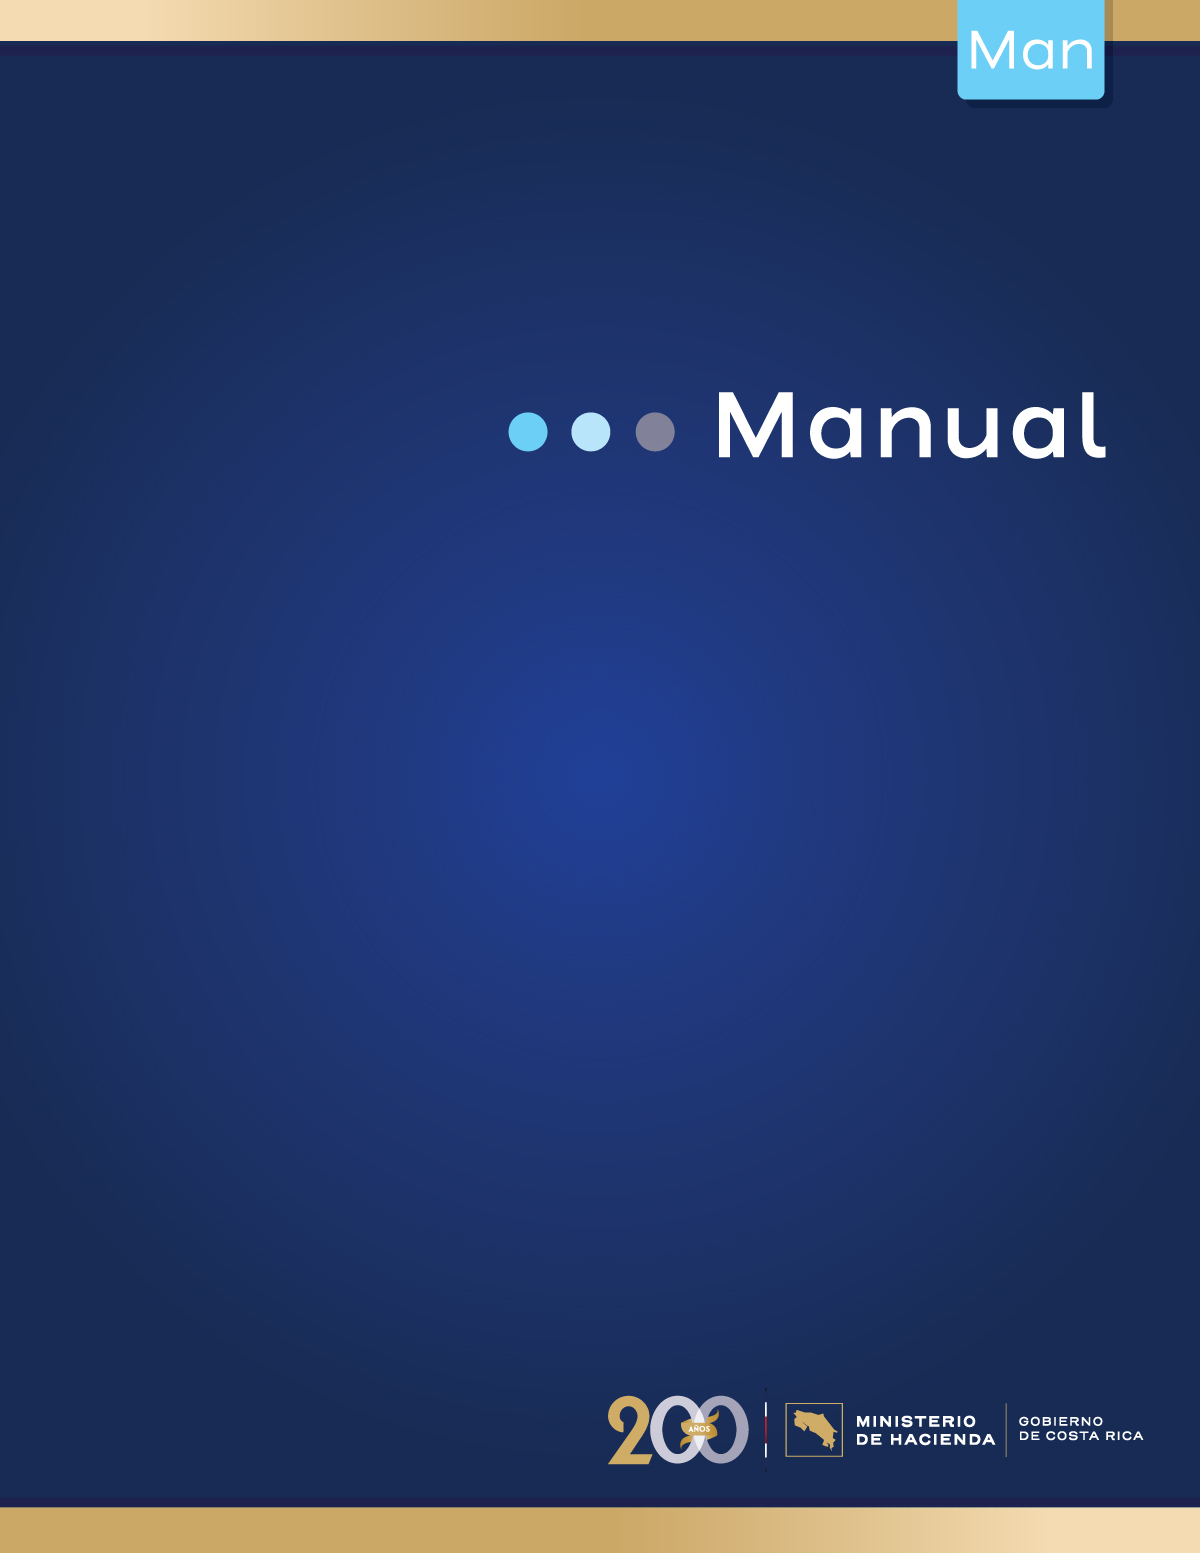 Man
Manual
200
AÑOS
MINISTERIO
DE HACIENDA
GOBIERNO
DE COSTA RICA